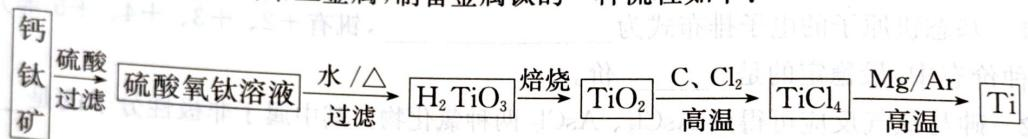 钙钛矿 硫酸 过滤 硫酸氧钛溶液 水/△ 过滤 H₂TiO₃ 焙烧 TiO₂ C、Cl₂ 高温 TiCl₄ Mg/Ar 高温 Ti